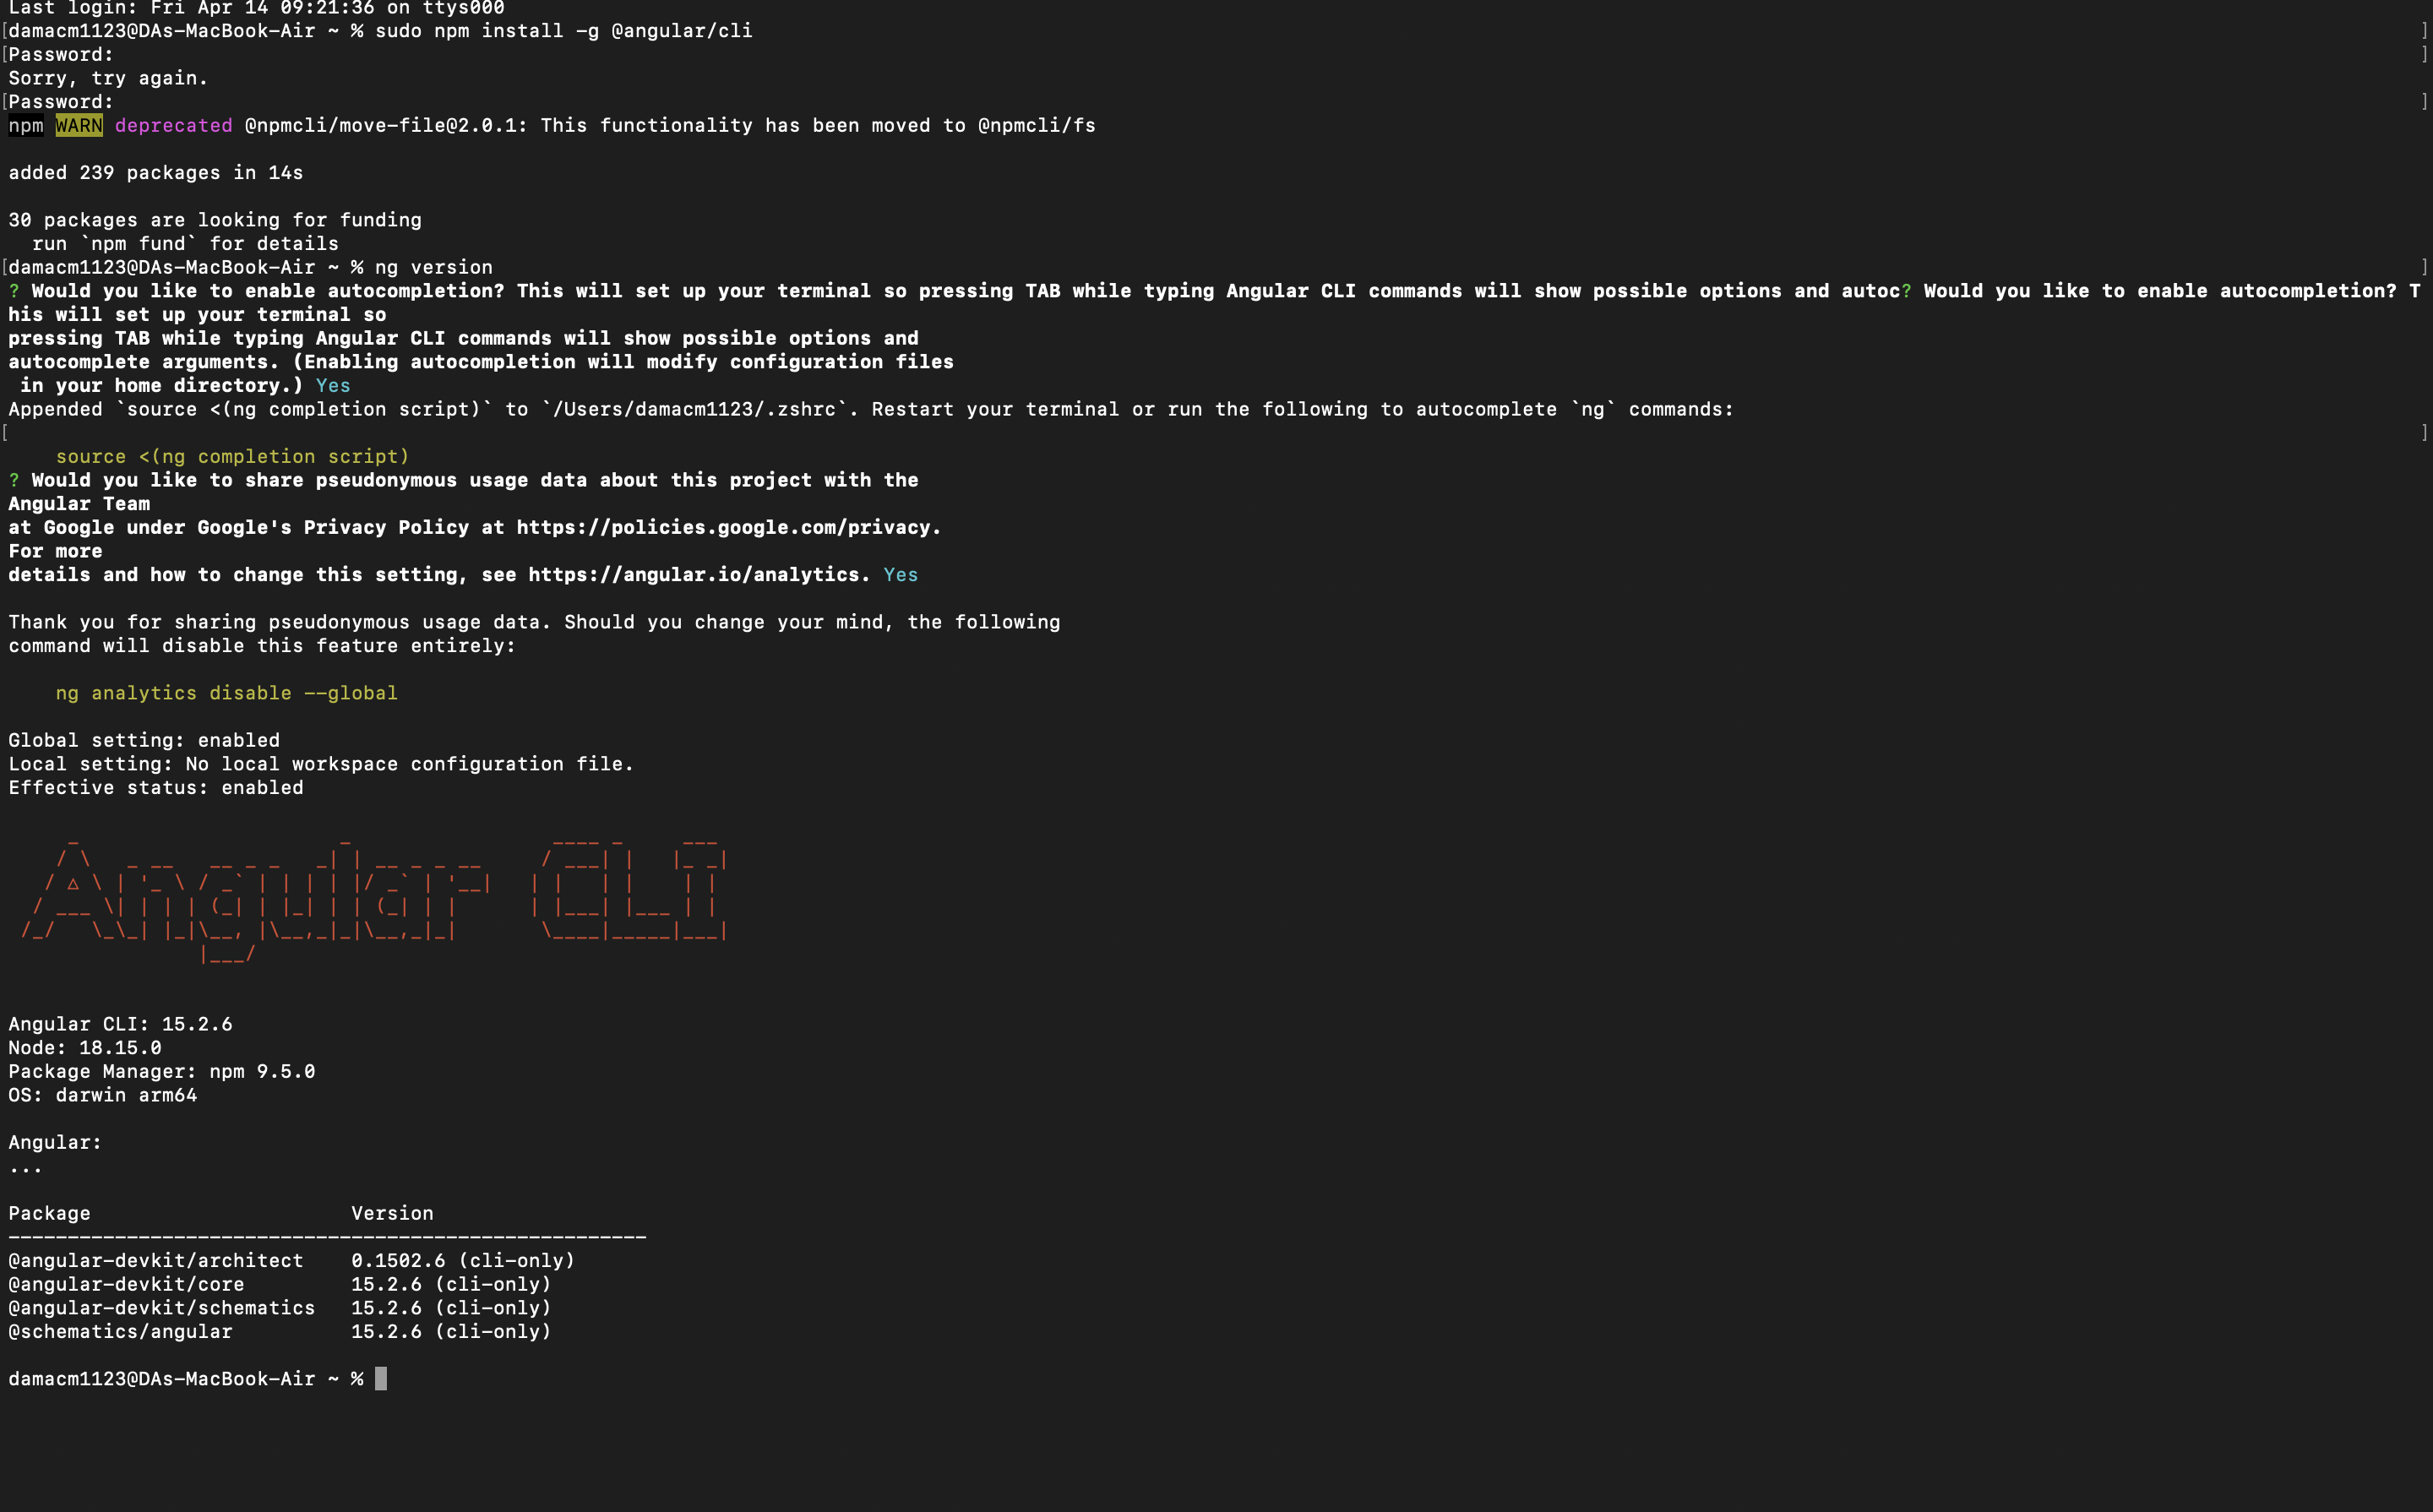 Last login: Fri Apr 14 09:21:36 on ttys000
[damacm1123@DAs-MacBook-Air ~ % sudo npm install -g @angular/cli ]
[Password: ]
Sorry, try again.
[Password: ]
npm WARN deprecated @npmcli/move-file@2.0.1: This functionality has been moved to @npmcli/fs
added 239 packages in 14s
30 packages are looking for funding
  run `npm fund` for details
[damacm1123@DAs-MacBook-Air ~ % ng version ]
? Would you like to enable autocompletion? This will set up your terminal so pressing TAB while typing Angular CLI commands will show possible options and autoc? Would you like to enable autocompletion? T
his will set up your terminal so
pressing TAB while typing Angular CLI commands will show possible options and
autocomplete arguments. (Enabling autocompletion will modify configuration files
 in your home directory.) Yes
Appended `source <(ng completion script)` to `/Users/damacm1123/.zshrc`. Restart your terminal or run the following to autocomplete `ng` commands:
[ ]
    source <(ng completion script)
? Would you like to share pseudonymous usage data about this project with the
Angular Team
at Google under Google's Privacy Policy at https://policies.google.com/privacy.
For more
details and how to change this setting, see https://angular.io/analytics. Yes
Thank you for sharing pseudonymous usage data. Should you change your mind, the following
command will disable this feature entirely:
    ng analytics disable --global
Global setting: enabled
Local setting: No local workspace configuration file.
Effective status: enabled
Angular CLI
Angular CLI: 15.2.6
Node: 18.15.0
Package Manager: npm 9.5.0
OS: darwin arm64
Angular:
...
Package                      Version
------------------------------------------------------
@angular-devkit/architect    0.1502.6 (cli-only)
@angular-devkit/core         15.2.6 (cli-only)
@angular-devkit/schematics   15.2.6 (cli-only)
@schematics/angular          15.2.6 (cli-only)
damacm1123@DAs-MacBook-Air ~ %